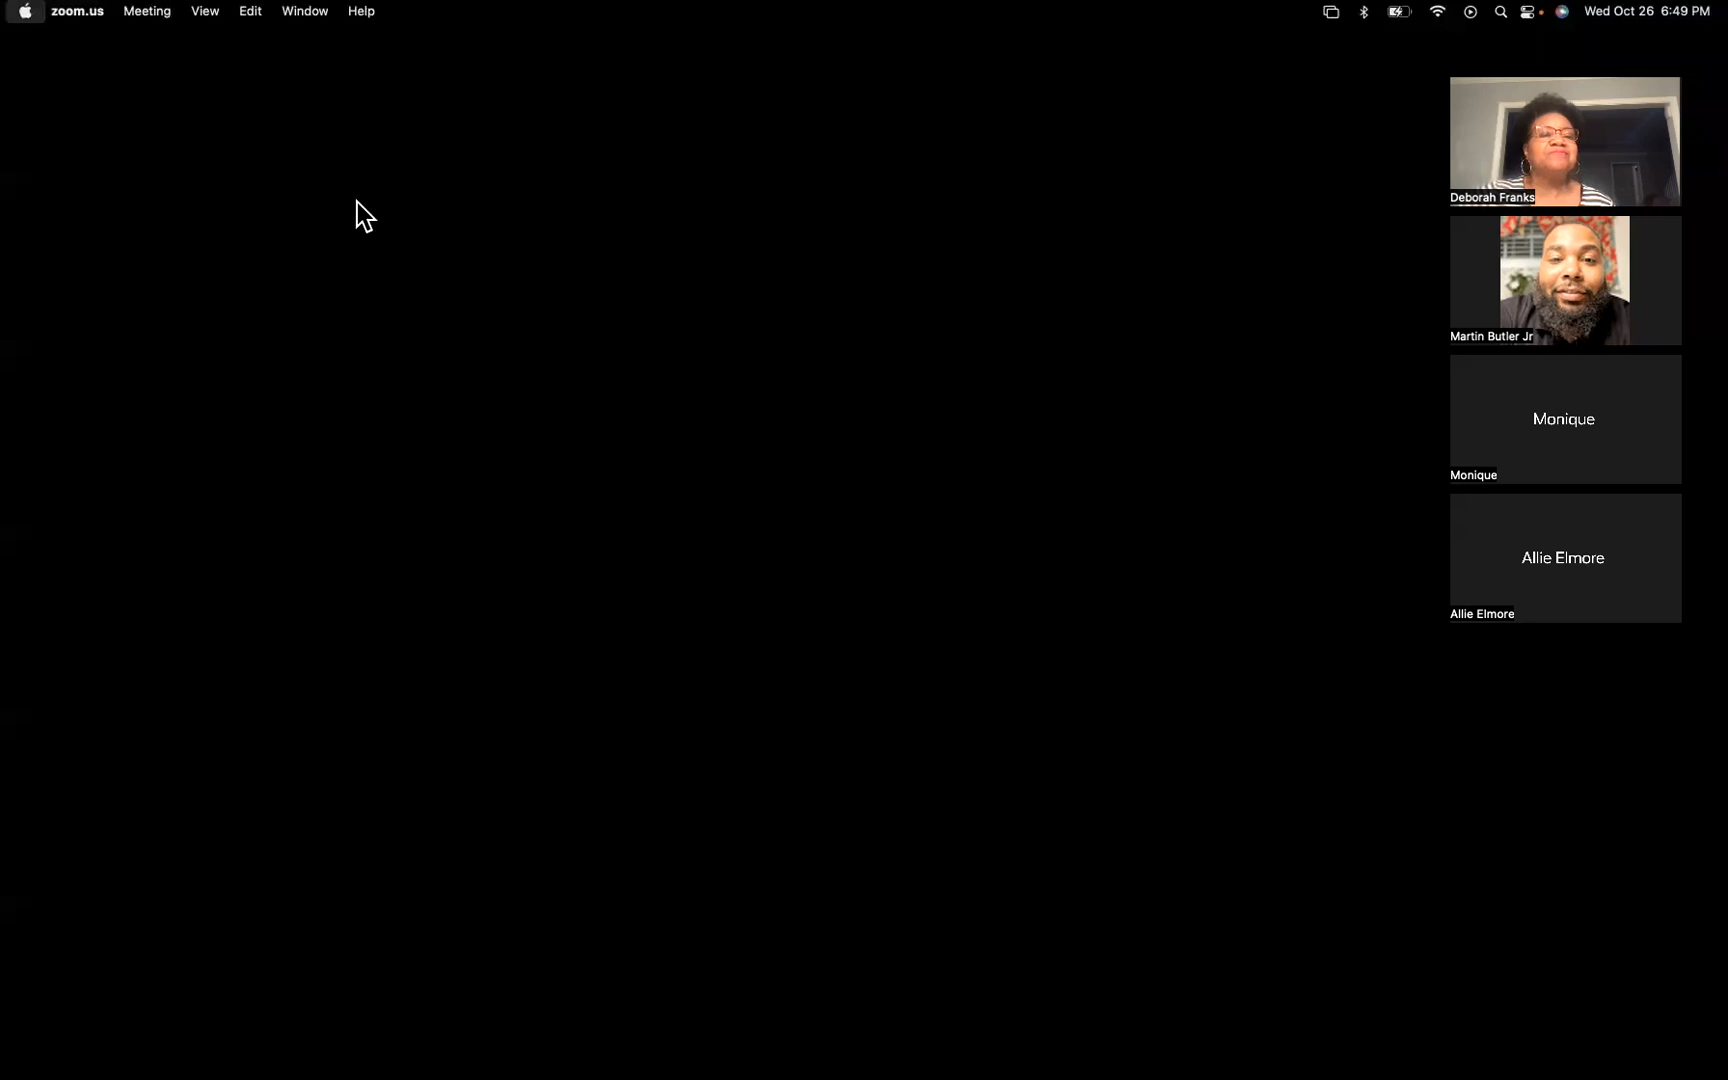 zoom.us Meeting View Edit Window Help Wed Oct 26 6:49 PM
Deborah Franks
Martin Butler Jr
Monique
Monique
Allie Elmore
Allie Elmore